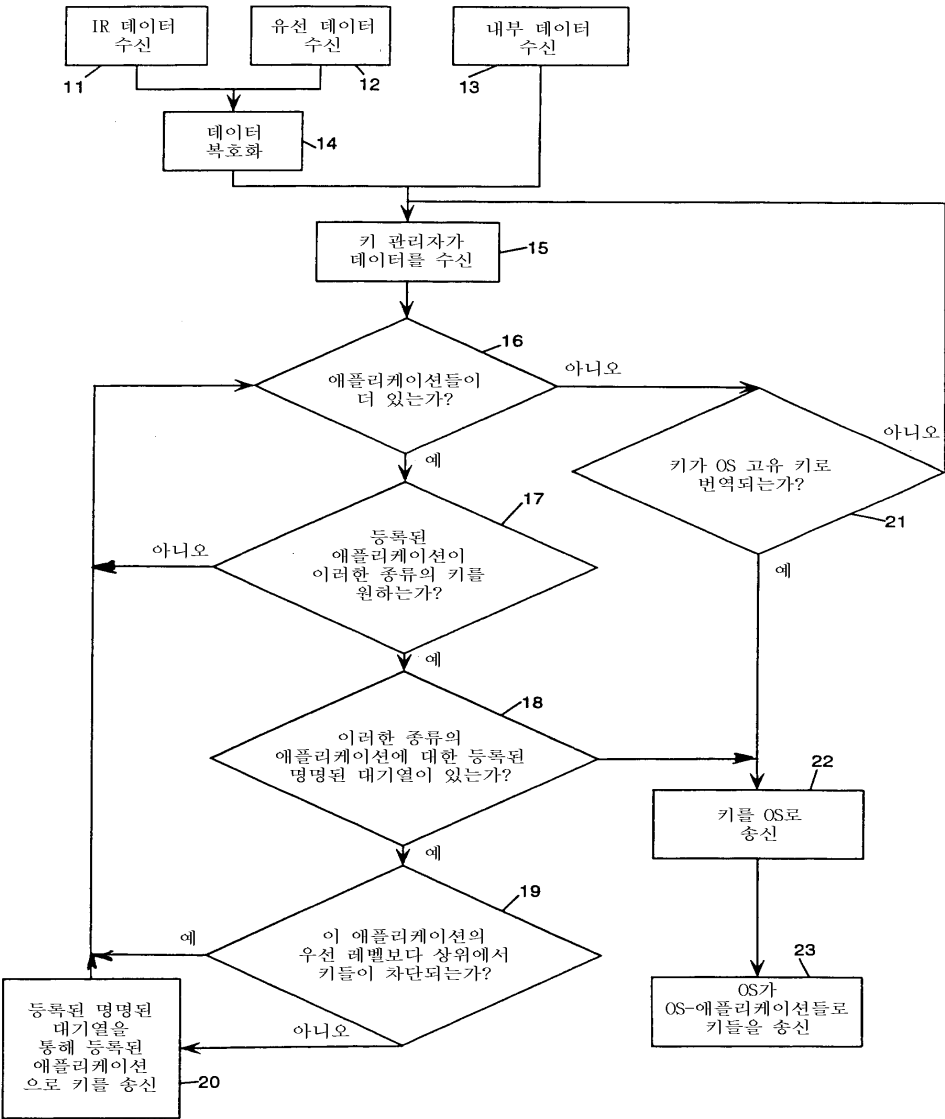 IR 데이터
수신
11
유선 데이터
수신
12
내부 데이터
수신
13
데이터
복호화
14
키 관리자가
데이터를 수신
15
16
애플리케이션들이
더 있는가?
아니오
예
아니오
키가 OS 고유 키로
번역되는가?
21
예
17
등록된
애플리케이션이
이러한 종류의 키를
원하는가?
아니오
예
18
이러한 종류의
애플리케이션에 대한 등록된
명명된 대기열이 있는가?
예
22
키를 OS로
송신
19
이 애플리케이션의
우선 레벨보다 상위에서
키들이 차단되는가?
예
아니오
23
OS가
OS-애플리케이션들로
키들을 송신
등록된 명명된
대기열을
통해 등록된
애플리케이션
으로 키를 송신
20